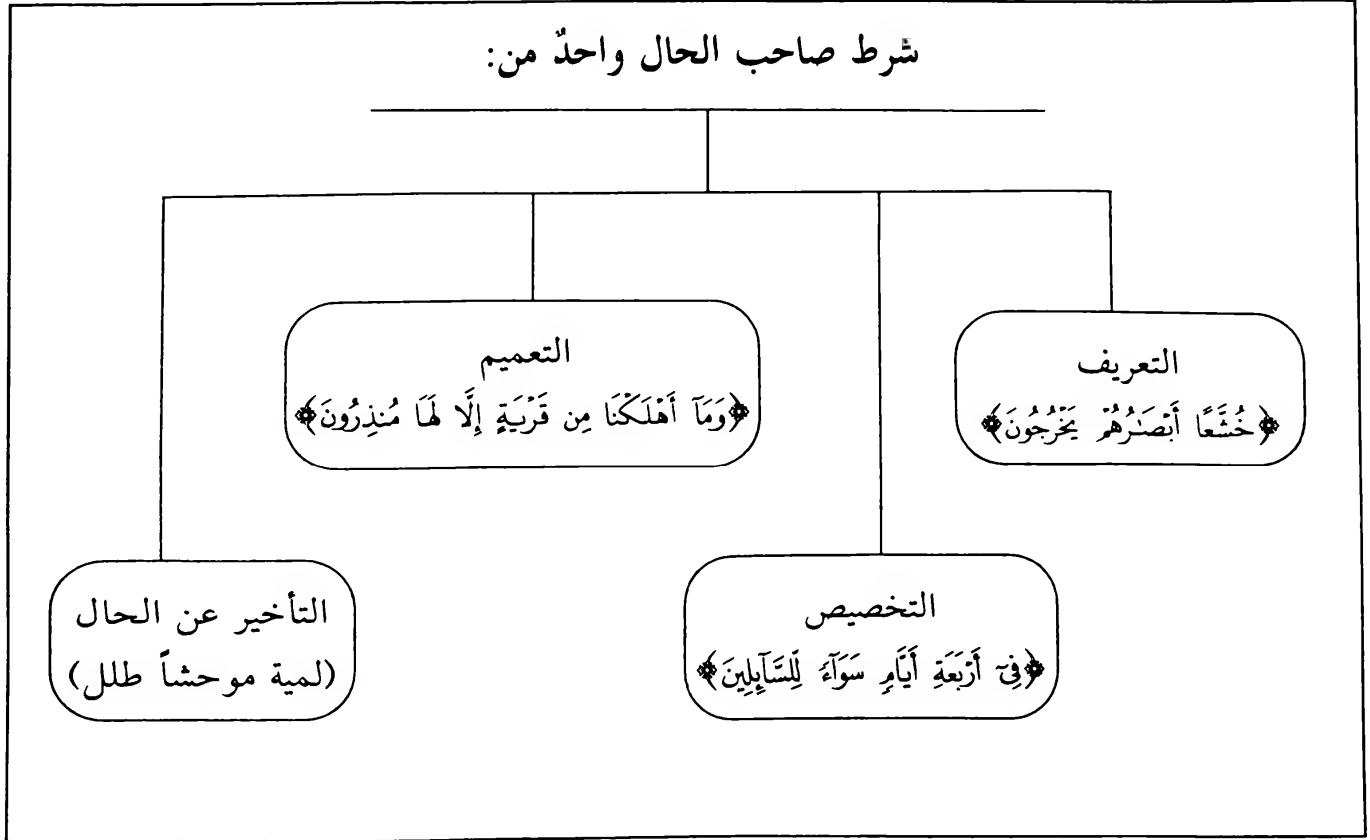 شرط صاحب الحال واحدٌ من:
التعريف
﴿خُشَّعًا أَبْصَـٰرُهُمْ يَخْرُجُونَ﴾
التعميم
﴿وَمَآ أَهْلَكْنَا مِن قَرْيَةٍ إِلَّا لَهَا مُنذِرُونَ﴾
التخصيص
﴿فِىٓ أَرْبَعَةِ أَيَّامٍ سَوَآءً لِّلسَّآئِلِينَ﴾
التأخير عن الحال
(لمية موحشاً طلل)